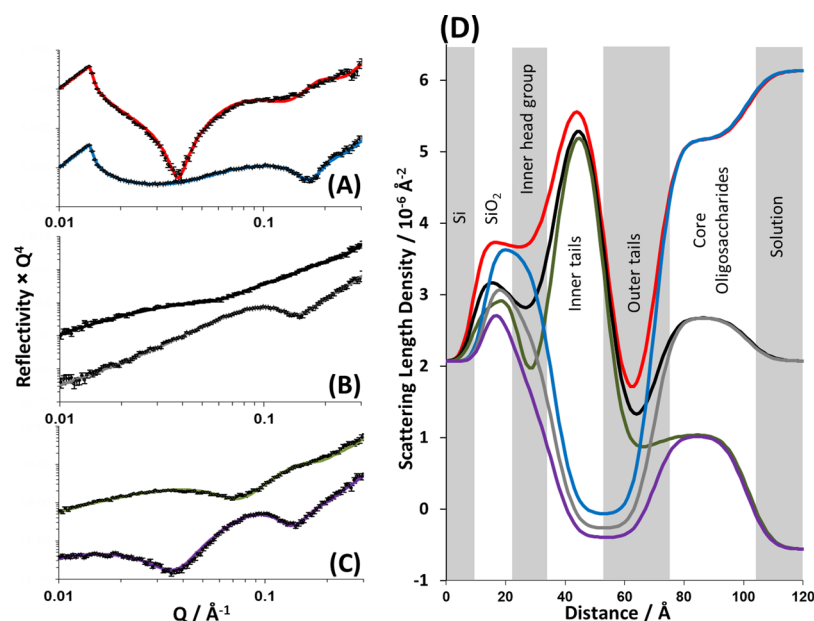 (A)
0.01
0.1
(B)
0.01
0.1
(C)
0.01
0.1
Reflectivity × Q⁴
Q / Å⁻¹
(D)
Scattering Length Density / 10⁻⁶ Å⁻²
6
5
4
3
2
1
0
-1
Si
SiO₂
Inner head group
Inner tails
Outer tails
Core
Oligosaccharides
Solution
0
20
40
60
80
100
120
Distance / Å